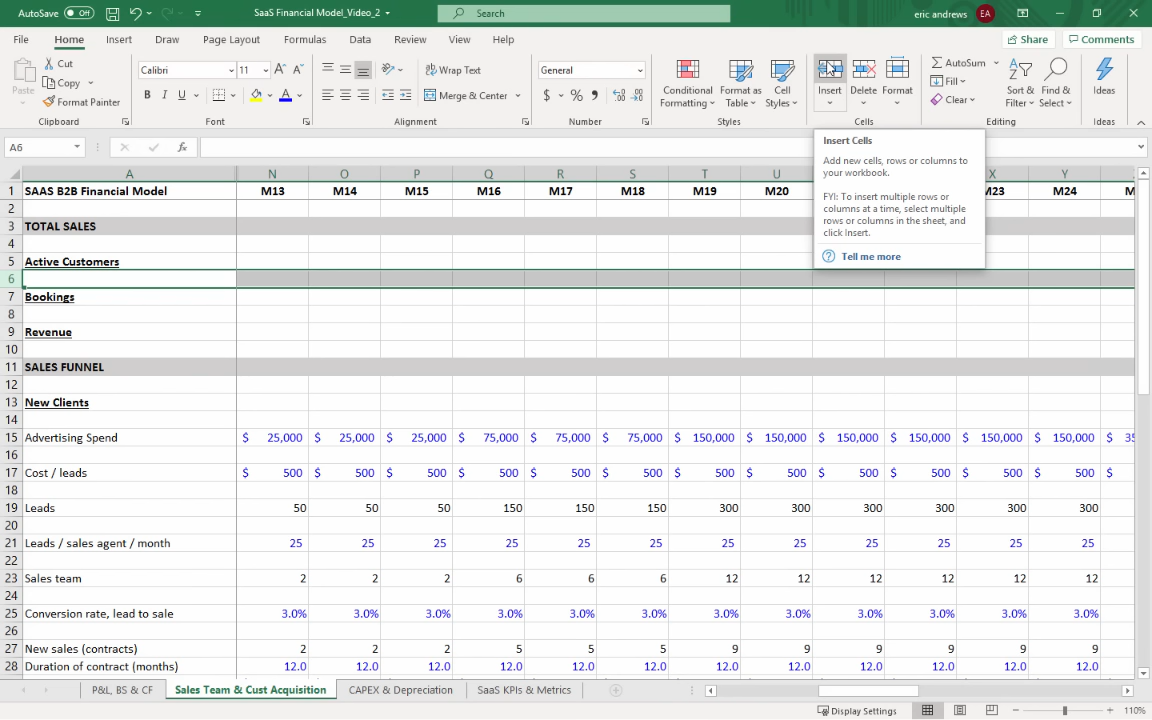 AutoSave Off SaaS Financial Model_Video_2 Search eric andrews EA
File Home Insert Draw Page Layout Formulas Data Review View Help Share Comments
Paste Cut Copy Format Painter
Calibri 11 A A
B I U A
Wrap Text
Merge & Center
General
$ % ,
Conditional Formatting Format as Table Cell Styles
Insert Delete Format
AutoSum Fill Clear
Sort & Filter Find & Select
Ideas
Clipboard Font Alignment Number Styles Cells Editing Ideas
A6 fx
Insert Cells
Add new cells, rows or columns to
your workbook.
FYI: To insert multiple rows or
columns at a time, select multiple
rows or columns in the sheet, and
click Insert.
Tell me more
A N O P Q R S T U X Y
1 SAAS B2B Financial Model M13 M14 M15 M16 M17 M18 M19 M20 M23 M24
2
3 TOTAL SALES
4
5 Active Customers
6
7 Bookings
8
9 Revenue
10
11 SALES FUNNEL
12
13 New Clients
14
15 Advertising Spend $ 25,000 $ 25,000 $ 25,000 $ 75,000 $ 75,000 $ 75,000 $ 150,000 $ 150,000 $ 150,000 $ 150,000 $ 150,000 $ 150,000 $
16
17 Cost / leads $ 500 $ 500 $ 500 $ 500 $ 500 $ 500 $ 500 $ 500 $ 500 $ 500 $ 500 $ 500 $
18
19 Leads 50 50 50 150 150 150 300 300 300 300 300 300
20
21 Leads / sales agent / month 25 25 25 25 25 25 25 25 25 25 25 25
22
23 Sales team 2 2 2 6 6 6 12 12 12 12 12 12
24
25 Conversion rate, lead to sale 3.0% 3.0% 3.0% 3.0% 3.0% 3.0% 3.0% 3.0% 3.0% 3.0% 3.0% 3.0%
26
27 New sales (contracts) 2 2 2 5 5 5 9 9 9 9 9 9
28 Duration of contract (months) 12.0 12.0 12.0 12.0 12.0 12.0 12.0 12.0 12.0 12.0 12.0 12.0
P&L, BS & CF Sales Team & Cust Acquisition CAPEX & Depreciation SaaS KPIs & Metrics
Display Settings 110%